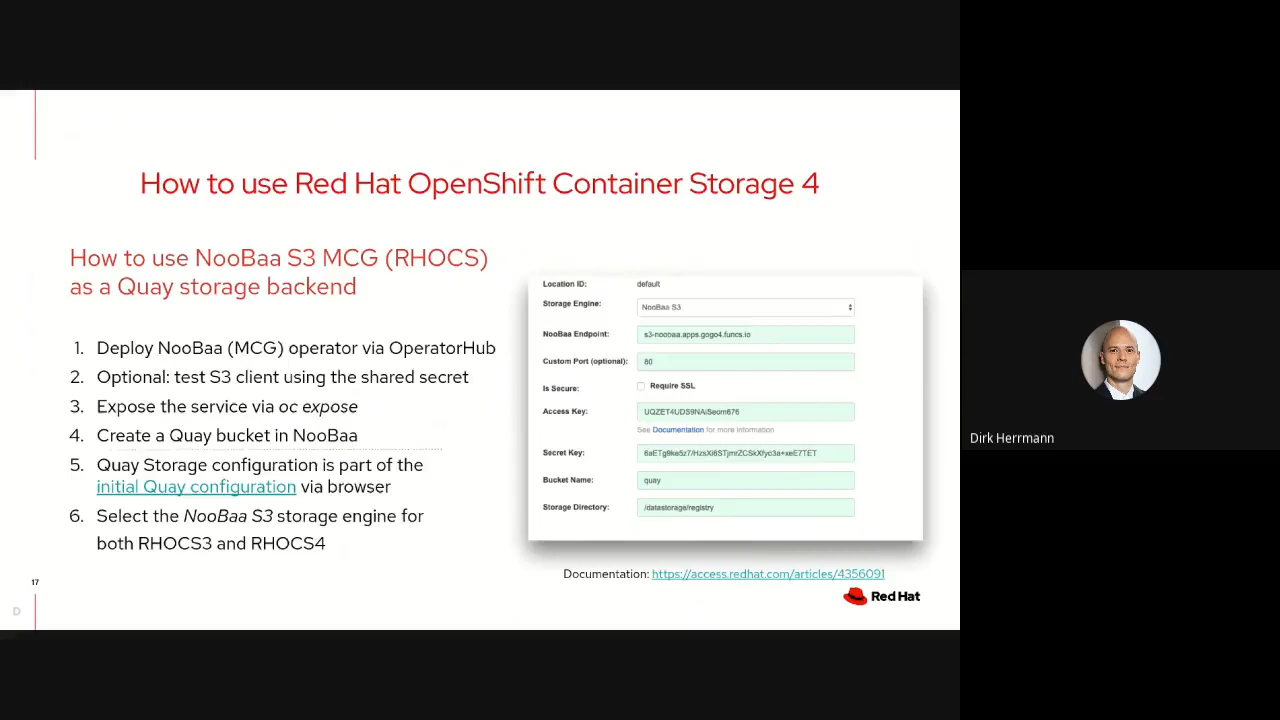 How to use Red Hat OpenShift Container Storage 4
How to use NooBaa S3 MCG (RHOCS)
as a Quay storage backend
1. Deploy NooBaa (MCG) operator via OperatorHub
2. Optional: test S3 client using the shared secret
3. Expose the service via oc expose
4. Create a Quay bucket in NooBaa
5. Quay Storage configuration is part of the
initial Quay configuration via browser
6. Select the NooBaa S3 storage engine for
both RHOCS3 and RHOCS4
Location ID: default
Storage Engine: NooBaa S3
NooBaa Endpoint: s3-noobaa.apps.gogo4.funcs.io
Custom Port (optional): 80
Is Secure: Require SSL
Access Key:
See Documentation for more information
Secret Key:
Bucket Name: quay
Storage Directory: /datastorage/registry
Documentation: https://access.redhat.com/articles/4356091
17
D
Red Hat
Dirk Herrmann